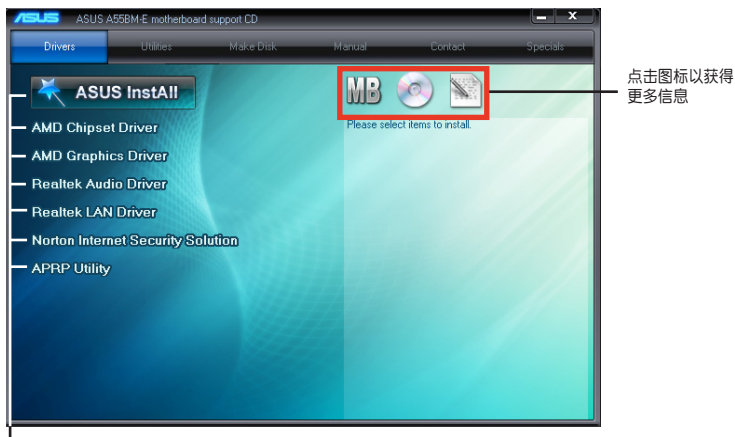 ASUS ASUS A55BM-E motherboard support CD
Drivers Utilities Make Disk Manual Contact Specials
ASUS InstAll
MB
Please select items to install.
AMD Chipset Driver
AMD Graphics Driver
Realtek Audio Driver
Realtek LAN Driver
Norton Internet Security Solution
APRP Utility
点击图标以获得
更多信息